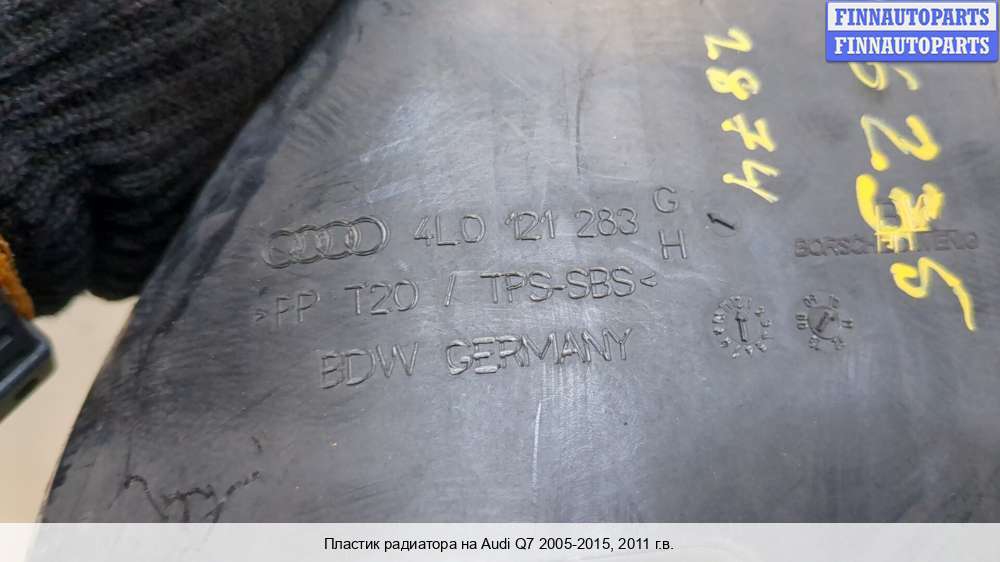 FINNAUTOPARTS
FINNAUTOPARTS
2874
4L0 121 283 G
H
>PP T20 / TPS-SBS<
BDW GERMANY
Пластик радиатора на Audi Q7 2005-2015, 2011 г.в.